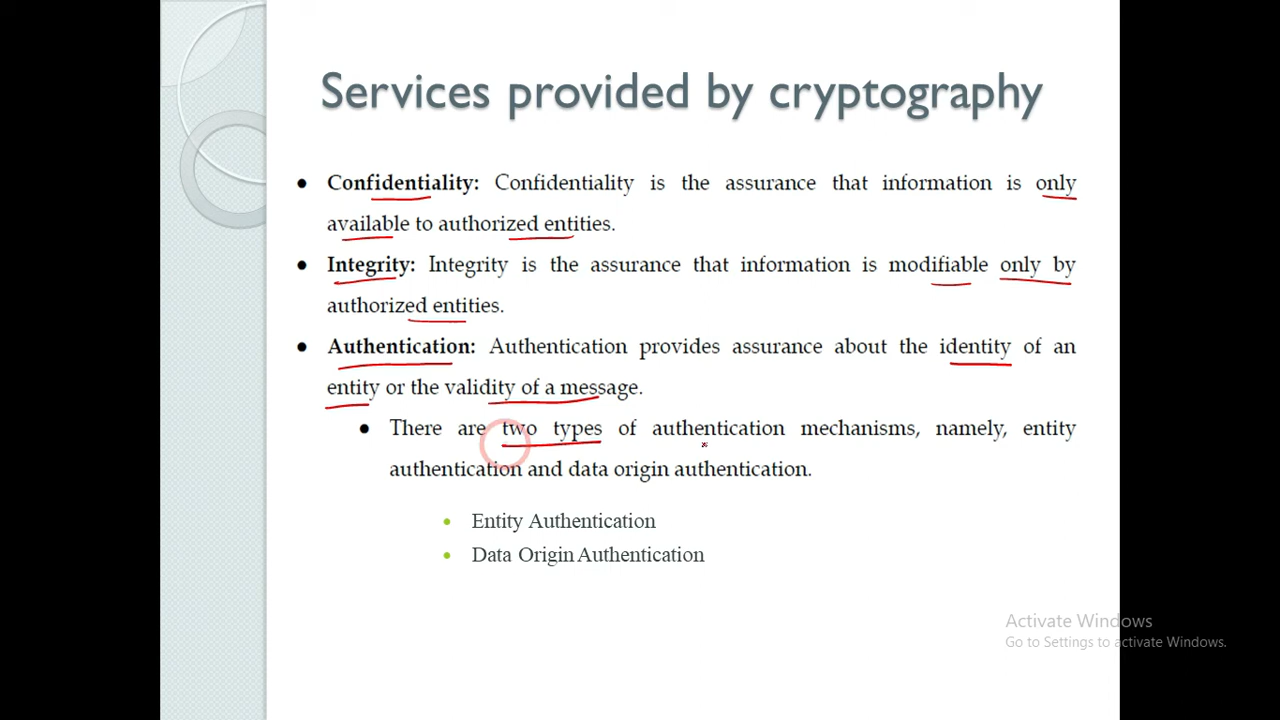 Services provided by cryptography
• Confidentiality: Confidentiality is the assurance that information is only
available to authorized entities.
• Integrity: Integrity is the assurance that information is modifiable only by
authorized entities.
• Authentication: Authentication provides assurance about the identity of an
entity or the validity of a message.
• There are two types of authentication mechanisms, namely, entity
authentication and data origin authentication.
• Entity Authentication
• Data Origin Authentication
Activate Windows
Go to Settings to activate Windows.